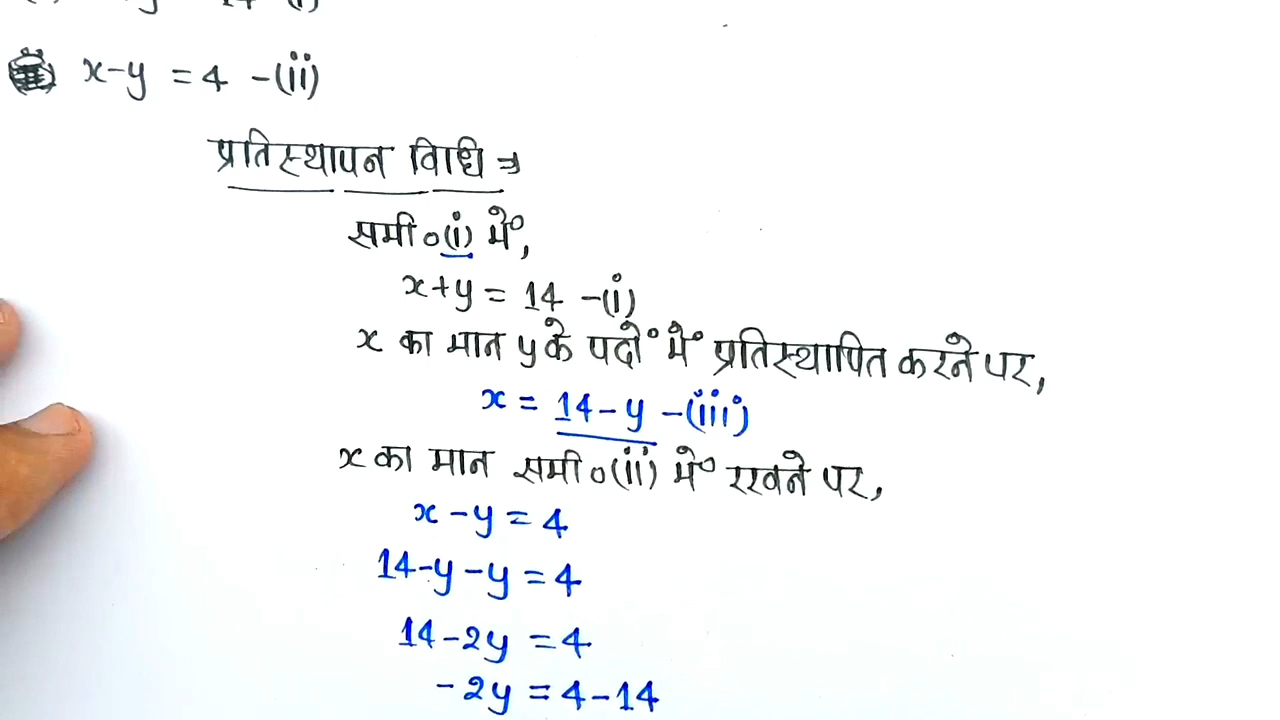 x-y = 4 -(ii)
प्रतिस्थापन विधि ⇒
समी०(i) में,
x+y = 14 -(i)
x का मान y के पदों में प्रतिस्थापित करने पर,
x = 14-y -(iii)
x का मान समी०(ii) में रखने पर,
x-y = 4
14-y-y = 4
14-2y = 4
-2y = 4-14